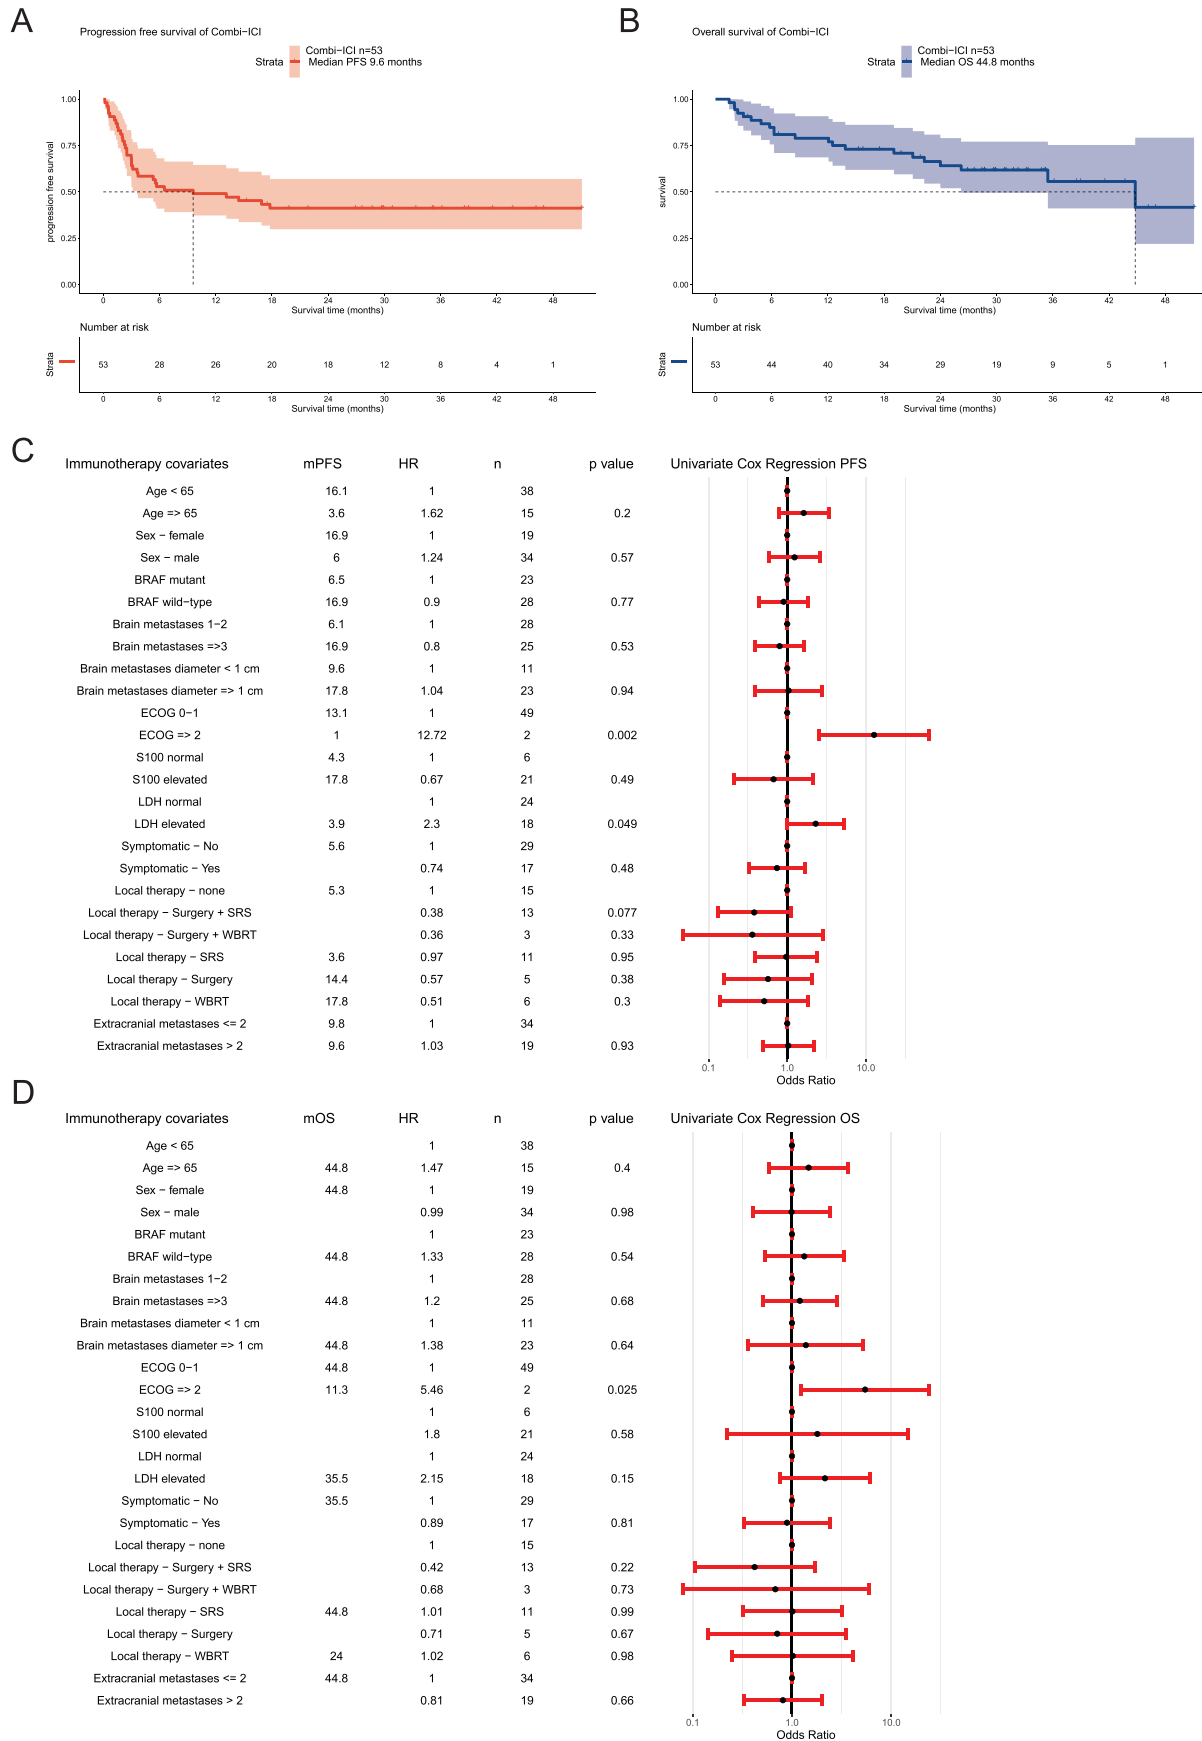 A
Progression free survival of Combi−ICI
Strata
Combi−ICI n=53
Median PFS 9.6 months
progression free survival
1.00
0.75
0.50
0.25
0.00
0 6 12 18 24 30 36 42 48
Survival time (months)
Number at risk
Strata
53 28 26 20 18 12 8 4 1
0 6 12 18 24 30 36 42 48
Survival time (months)
B
Overall survival of Combi−ICI
Strata
Combi−ICI n=53
Median OS 44.8 months
survival
1.00
0.75
0.50
0.25
0.00
0 6 12 18 24 30 36 42 48
Survival time (months)
Number at risk
Strata
53 44 40 34 29 19 9 5 1
0 6 12 18 24 30 36 42 48
Survival time (months)
C
Immunotherapy covariates mPFS HR n p value Univariate Cox Regression PFS
Age < 65 16.1 1 38
Age => 65 3.6 1.62 15 0.2
Sex − female 16.9 1 19
Sex − male 6 1.24 34 0.57
BRAF mutant 6.5 1 23
BRAF wild−type 16.9 0.9 28 0.77
Brain metastases 1−2 6.1 1 28
Brain metastases =>3 16.9 0.8 25 0.53
Brain metastases diameter < 1 cm 9.6 1 11
Brain metastases diameter => 1 cm 17.8 1.04 23 0.94
ECOG 0−1 13.1 1 49
ECOG => 2 1 12.72 2 0.002
S100 normal 4.3 1 6
S100 elevated 17.8 0.67 21 0.49
LDH normal 1 24
LDH elevated 3.9 2.3 18 0.049
Symptomatic − No 5.6 1 29
Symptomatic − Yes 0.74 17 0.48
Local therapy − none 5.3 1 15
Local therapy − Surgery + SRS 0.38 13 0.077
Local therapy − Surgery + WBRT 0.36 3 0.33
Local therapy − SRS 3.6 0.97 11 0.95
Local therapy − Surgery 14.4 0.57 5 0.38
Local therapy − WBRT 17.8 0.51 6 0.3
Extracranial metastases <= 2 9.8 1 34
Extracranial metastases > 2 9.6 1.03 19 0.93
0.1 1.0 10.0
Odds Ratio
D
Immunotherapy covariates mOS HR n p value Univariate Cox Regression OS
Age < 65 1 38
Age => 65 44.8 1.47 15 0.4
Sex − female 44.8 1 19
Sex − male 0.99 34 0.98
BRAF mutant 1 23
BRAF wild−type 44.8 1.33 28 0.54
Brain metastases 1−2 1 28
Brain metastases =>3 44.8 1.2 25 0.68
Brain metastases diameter < 1 cm 1 11
Brain metastases diameter => 1 cm 44.8 1.38 23 0.64
ECOG 0−1 44.8 1 49
ECOG => 2 11.3 5.46 2 0.025
S100 normal 1 6
S100 elevated 1.8 21 0.58
LDH normal 1 24
LDH elevated 35.5 2.15 18 0.15
Symptomatic − No 35.5 1 29
Symptomatic − Yes 0.89 17 0.81
Local therapy − none 1 15
Local therapy − Surgery + SRS 0.42 13 0.22
Local therapy − Surgery + WBRT 0.68 3 0.73
Local therapy − SRS 44.8 1.01 11 0.99
Local therapy − Surgery 0.71 5 0.67
Local therapy − WBRT 24 1.02 6 0.98
Extracranial metastases <= 2 44.8 1 34
Extracranial metastases > 2 0.81 19 0.66
0.1 1.0 10.0
Odds Ratio